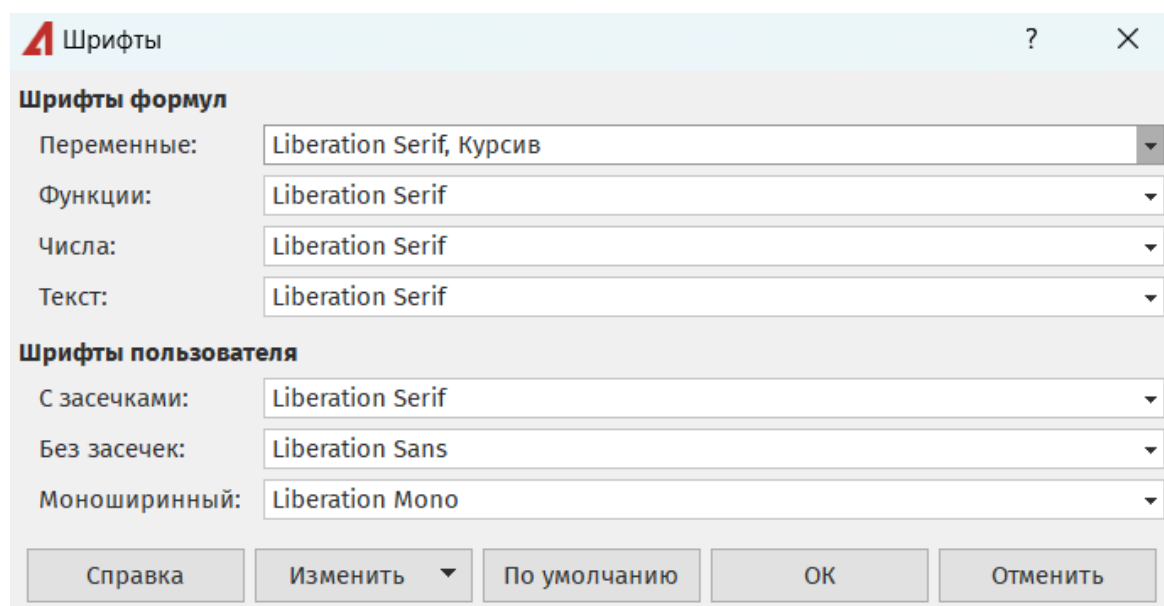 Шрифты ?
Шрифты формул
Переменные: Liberation Serif, Курсив
Функции: Liberation Serif
Числа: Liberation Serif
Текст: Liberation Serif
Шрифты пользователя
С засечками: Liberation Serif
Без засечек: Liberation Sans
Моноширинный: Liberation Mono
Справка Изменить По умолчанию ОК Отменить